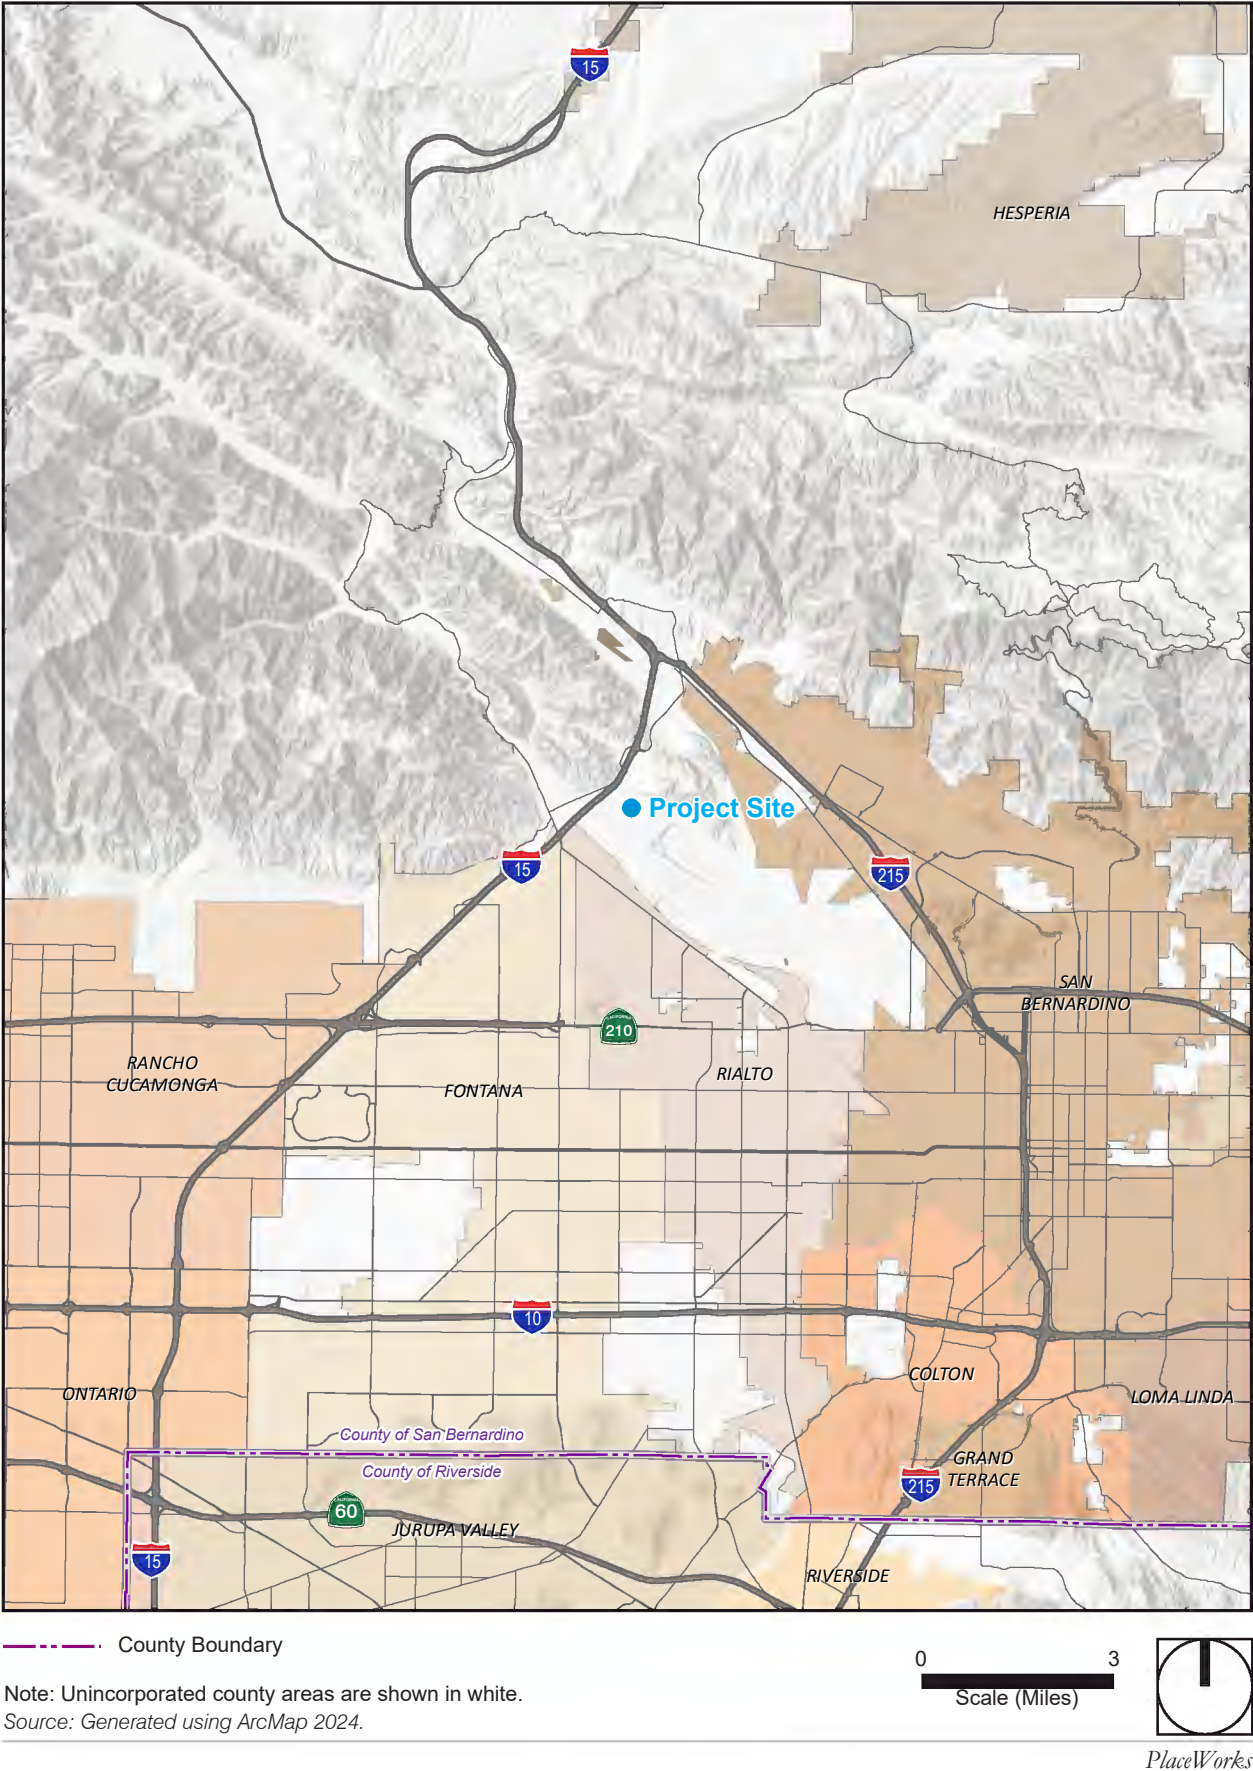 15
HESPERIA
Project Site
15
215
SAN
BERNARDINO
CALIFORNIA
210
RANCHO
CUCAMONGA
FONTANA
RIALTO
10
ONTARIO
COLTON
LOMA LINDA
County of San Bernardino
County of Riverside
GRAND
TERRACE
215
CALIFORNIA
60
JURUPA VALLEY
15
RIVERSIDE
County Boundary
0 3
Scale (Miles)
Note: Unincorporated county areas are shown in white.
Source: Generated using ArcMap 2024.
PlaceWorks